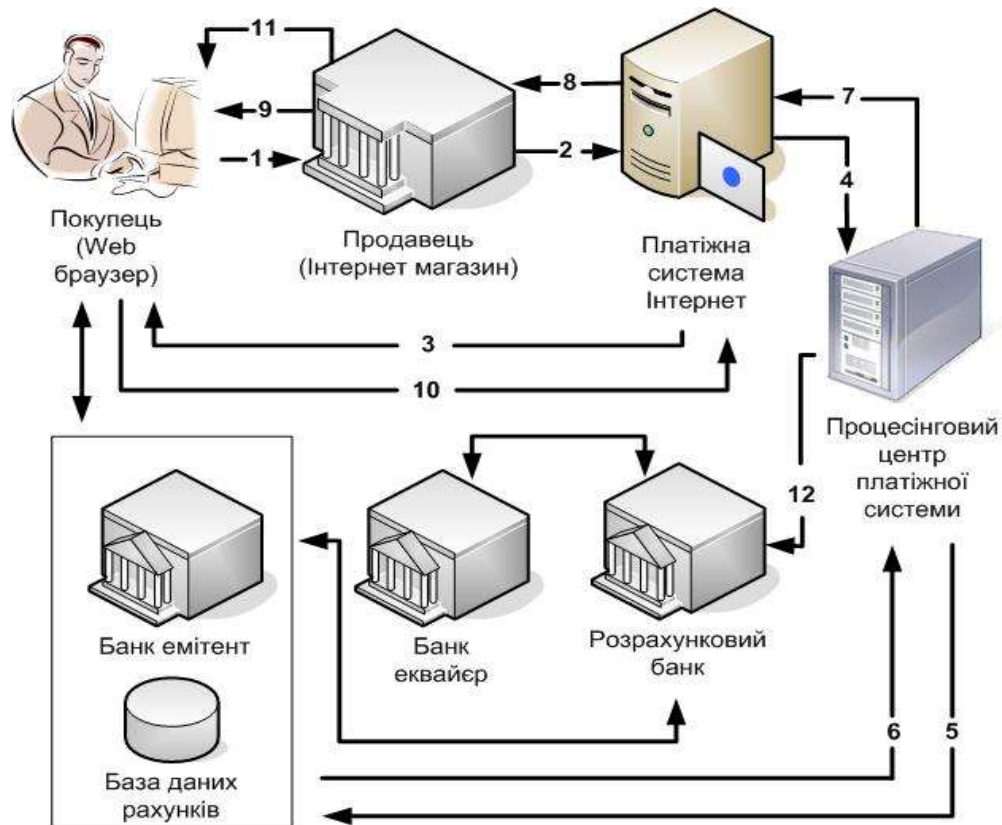 11
8
7
9
1
2
4
Покупець
(Web
браузер)
Продавець
(Інтернет магазин)
Платіжна
система
Інтернет
3
10
Процесінговий
центр
платіжної
системи
12
Банк емітент
Банк
еквайєр
Розрахунковий
банк
6
5
База даних
рахунків